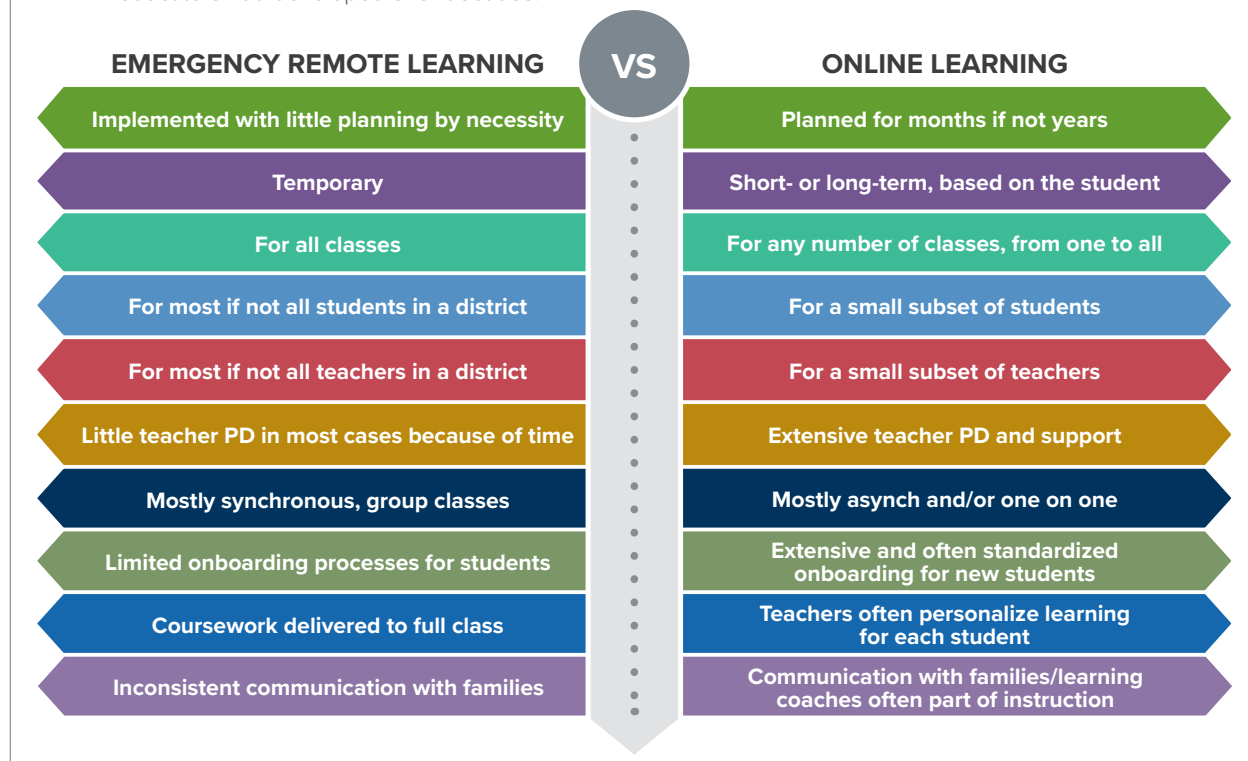 EMERGENCY REMOTE LEARNING
VS
ONLINE LEARNING
Implemented with little planning by necessity
Planned for months if not years
Temporary
Short- or long-term, based on the student
For all classes
For any number of classes, from one to all
For most if not all students in a district
For a small subset of students
For most if not all teachers in a district
For a small subset of teachers
Little teacher PD in most cases because of time
Extensive teacher PD and support
Mostly synchronous, group classes
Mostly asynch and/or one on one
Limited onboarding processes for students
Extensive and often standardized
onboarding for new students
Coursework delivered to full class
Teachers often personalize learning
for each student
Inconsistent communication with families
Communication with families/learning
coaches often part of instruction